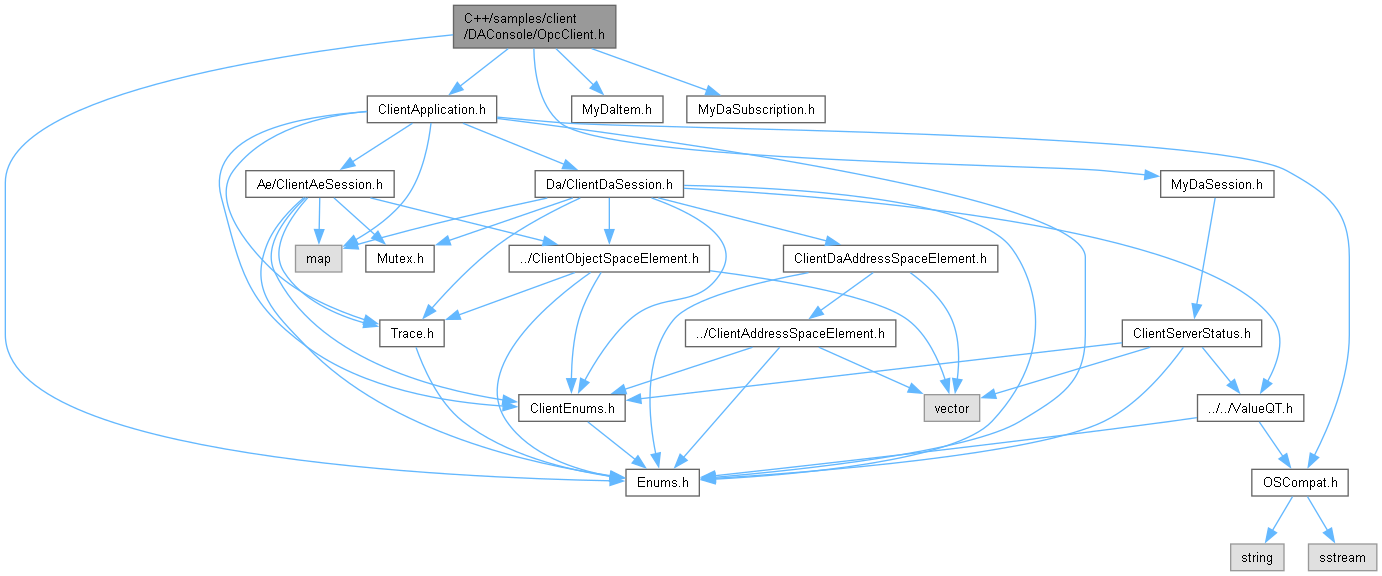 C++/samples/client
/DAConsole/OpcClient.h
ClientApplication.h
MyDaItem.h
MyDaSubscription.h
Ae/ClientAeSession.h
Da/ClientDaSession.h
MyDaSession.h
map
Mutex.h
../ClientObjectSpaceElement.h
ClientDaAddressSpaceElement.h
Trace.h
../ClientAddressSpaceElement.h
ClientServerStatus.h
ClientEnums.h
vector
../../ValueQT.h
Enums.h
OSCompat.h
string
sstream